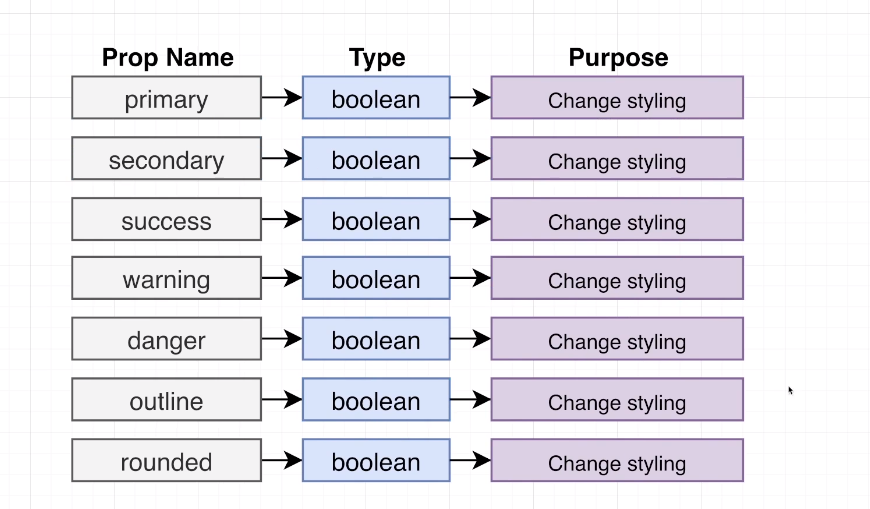 Prop Name Type Purpose
primary boolean Change styling
secondary boolean Change styling
success boolean Change styling
warning boolean Change styling
danger boolean Change styling
outline boolean Change styling
rounded boolean Change styling